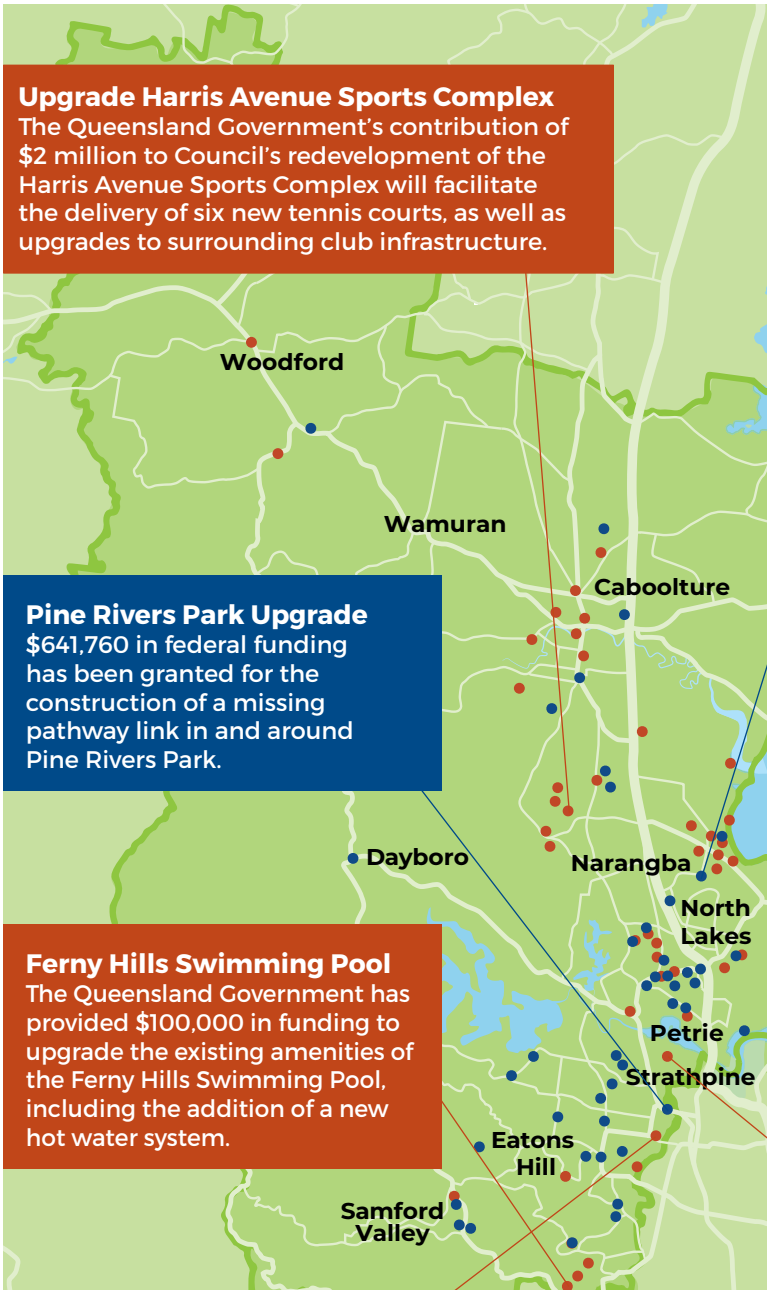 Upgrade Harris Avenue Sports Complex
The Queensland Government's contribution of
$2 million to Council's redevelopment of the
Harris Avenue Sports Complex will facilitate
the delivery of six new tennis courts, as well as
upgrades to surrounding club infrastructure.
Woodford
Wamuran
Caboolture
Pine Rivers Park Upgrade
$641,760 in federal funding
has been granted for the
construction of a missing
pathway link in and around
Pine Rivers Park.
Dayboro
Narangba
North
Lakes
Ferny Hills Swimming Pool
The Queensland Government has
provided $100,000 in funding to
upgrade the existing amenities of
the Ferny Hills Swimming Pool,
including the addition of a new
hot water system.
Petrie
Strathpine
Eatons
Hill
Samford
Valley